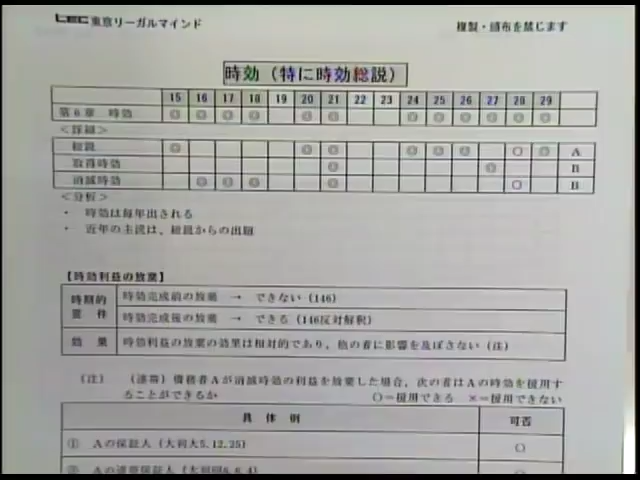 LEC東京リーガルマインド
複製・頒布を禁じます
時効（特に時効総説）
15 16 17 18 19 20 21 22 23 24 25 26 27 28 29
第6章 時効 ◎ ◎ ◎ ◎ ◎ ◎ ◎ ◎ ◎ ◎ ◎ ◎
＜詳細＞
総説 ◎ ◎ ◎ ◎ ◎ ◎ ○ ◎ A
取得時効 ◎ ◎ B
消滅時効 ◎ ◎ ◎ ◎ ○ B
＜分析＞
・ 時効は毎年出される
・ 近年の主流は、総説からの出題
【時効利益の放棄】
時期的要件
時効完成前の放棄 → できない（146）
時効完成後の放棄 → できる（146反対解釈）
効果 時効利益の放棄の効果は相対的であり、他の者に影響を及ぼさない（注）
（注） （連帯）債務者Aが消滅時効の利益を放棄した場合、次の者はAの時効を援用す
ることができるか ○＝援用できる ×＝援用できない
具体例 可否
① Aの保証人（大判大5.12.25） ○
② Aの連帯保証人